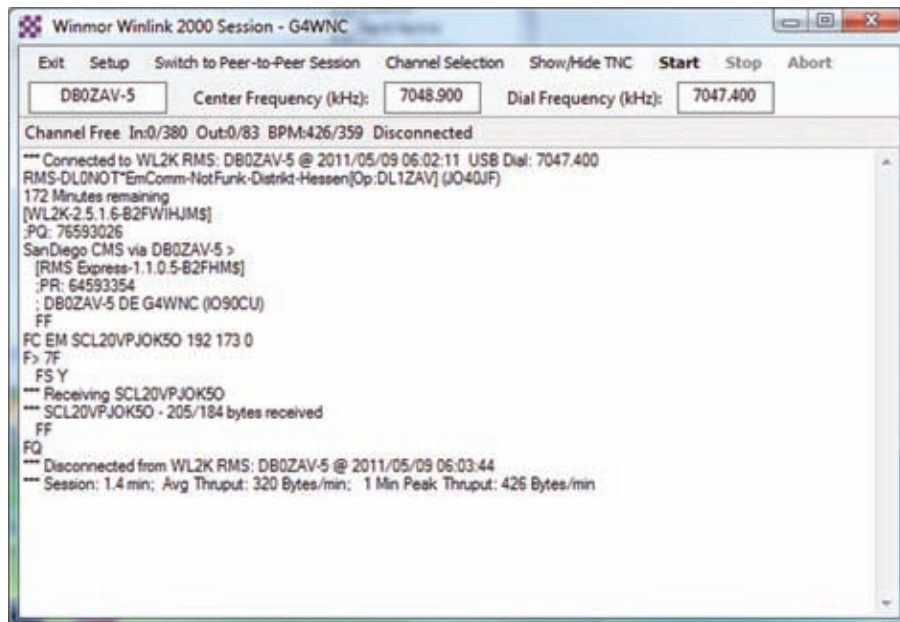 Winmor Winlink 2000 Session - G4WNC
Exit Setup Switch to Peer-to-Peer Session Channel Selection Show/Hide TNC Start Stop Abort
DB0ZAV-5 Center Frequency (kHz): 7048.900 Dial Frequency (kHz): 7047.400
Channel Free In:0/380 Out:0/83 BPM:426/359 Disconnected
*** Connected to WL2K RMS: DB0ZAV-5 @ 2011/05/09 06:02:11 USB Dial: 7047.400
RMS-DL0NOT*EmComm-NotFunk-Distrikt-Hessen[Op:DL1ZAV] (JO40JF)
172 Minutes remaining
[WL2K-2.5.1.6-B2FWIHJM$]
;PQ: 76593026
SanDiego CMS via DB0ZAV-5 >
[RMS Express-1.1.0.5-B2FHM$]
;PR: 64593354
; DB0ZAV-5 DE G4WNC (IO90CU)
FF
FC EM SCL20VPJOK5O 192 173 0
F> 7F
FS Y
*** Receiving SCL20VPJOK5O
*** SCL20VPJOK5O - 205/184 bytes received
FF
FQ
*** Disconnected from WL2K RMS: DB0ZAV-5 @ 2011/05/09 06:03:44
*** Session: 1.4 min; Avg Thruput: 320 Bytes/min; 1 Min Peak Thruput: 426 Bytes/min